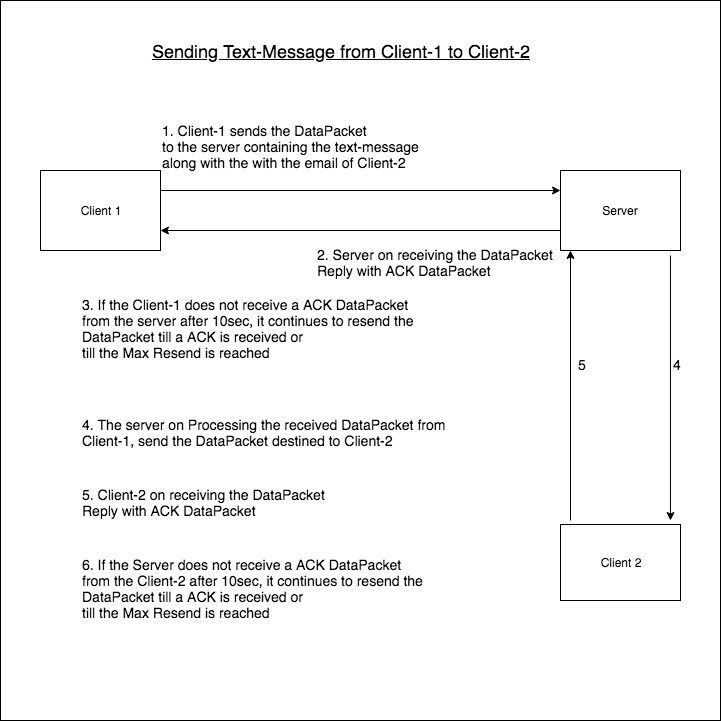 Sending Text-Message from Client-1 to Client-2
1. Client-1 sends the DataPacket
to the server containing the text-message
along with the with the email of Client-2
Client 1
Server
2. Server on receiving the DataPacket
Reply with ACK DataPacket
3. If the Client-1 does not receive a ACK DataPacket
from the server after 10sec, it continues to resend the
DataPacket till a ACK is received or
till the Max Resend is reached
5
4
4. The server on Processing the received DataPacket from
Client-1, send the DataPacket destined to Client-2
5. Client-2 on receiving the DataPacket
Reply with ACK DataPacket
Client 2
6. If the Server does not receive a ACK DataPacket
from the Client-2 after 10sec, it continues to resend the
DataPacket till a ACK is received or
till the Max Resend is reached